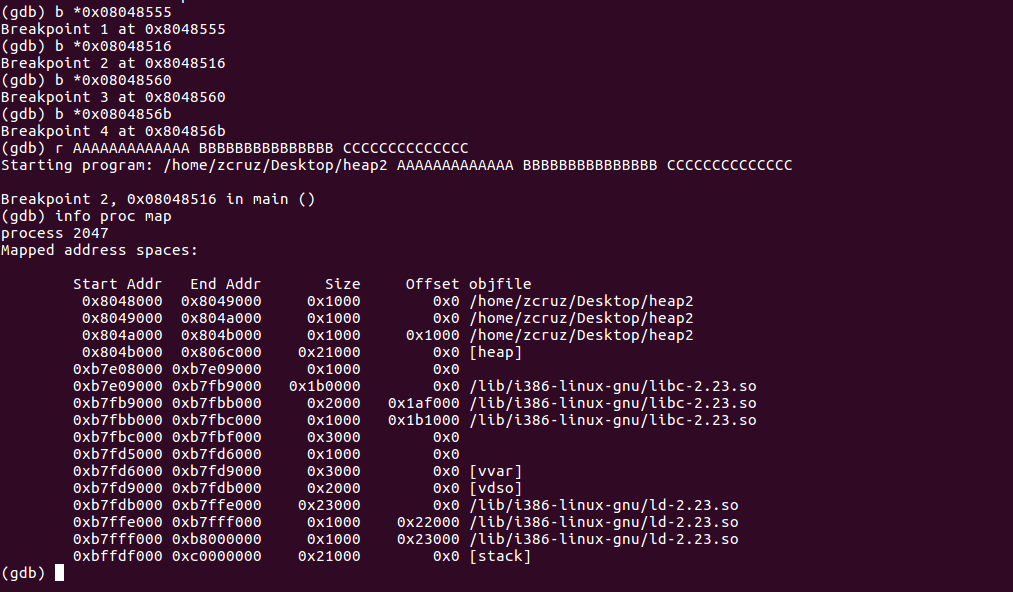 (gdb) b *0x08048555
Breakpoint 1 at 0x8048555
(gdb) b *0x08048516
Breakpoint 2 at 0x8048516
(gdb) b *0x08048560
Breakpoint 3 at 0x8048560
(gdb) b *0x0804856b
Breakpoint 4 at 0x804856b
(gdb) r AAAAAAAAAAAAA BBBBBBBBBBBBBBB CCCCCCCCCCCCCC
Starting program: /home/zcruz/Desktop/heap2 AAAAAAAAAAAAA BBBBBBBBBBBBBBB CCCCCCCCCCCCCC
Breakpoint 2, 0x08048516 in main ()
(gdb) info proc map
process 2047
Mapped address spaces:
Start Addr End Addr Size Offset objfile
0x8048000 0x8049000 0x1000 0x0 /home/zcruz/Desktop/heap2
0x8049000 0x804a000 0x1000 0x0 /home/zcruz/Desktop/heap2
0x804a000 0x804b000 0x1000 0x1000 /home/zcruz/Desktop/heap2
0x804b000 0x806c000 0x21000 0x0 [heap]
0xb7e08000 0xb7e09000 0x1000 0x0
0xb7e09000 0xb7fb9000 0x1b0000 0x0 /lib/i386-linux-gnu/libc-2.23.so
0xb7fb9000 0xb7fbb000 0x2000 0x1af000 /lib/i386-linux-gnu/libc-2.23.so
0xb7fbb000 0xb7fbc000 0x1000 0x1b1000 /lib/i386-linux-gnu/libc-2.23.so
0xb7fbc000 0xb7fbf000 0x3000 0x0
0xb7fd5000 0xb7fd6000 0x1000 0x0
0xb7fd6000 0xb7fd9000 0x3000 0x0 [vvar]
0xb7fd9000 0xb7fdb000 0x2000 0x0 [vdso]
0xb7fdb000 0xb7ffe000 0x23000 0x0 /lib/i386-linux-gnu/ld-2.23.so
0xb7ffe000 0xb7fff000 0x1000 0x22000 /lib/i386-linux-gnu/ld-2.23.so
0xb7fff000 0xb8000000 0x1000 0x23000 /lib/i386-linux-gnu/ld-2.23.so
0xbffdf000 0xc0000000 0x21000 0x0 [stack]
(gdb)